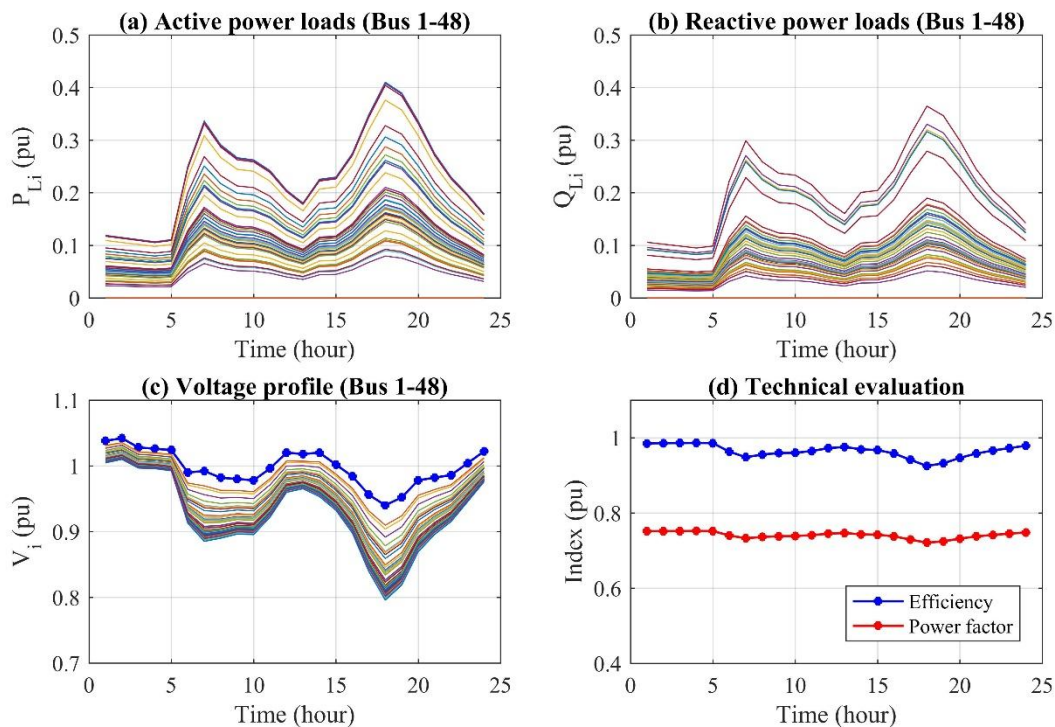 (a) Active power loads (Bus 1-48)
0.5
0.4
0.3
0.2
0.1
0
P_Li (pu)
0 5 10 15 20 25
Time (hour)
(b) Reactive power loads (Bus 1-48)
0.5
0.4
0.3
0.2
0.1
0
Q_Li (pu)
0 5 10 15 20 25
Time (hour)
(c) Voltage profile (Bus 1-48)
1.1
1
0.9
0.8
0.7
V_i (pu)
0 5 10 15 20 25
Time (hour)
(d) Technical evaluation
1
0.8
0.6
0.4
Index (pu)
Efficiency
Power factor
0 5 10 15 20 25
Time (hour)